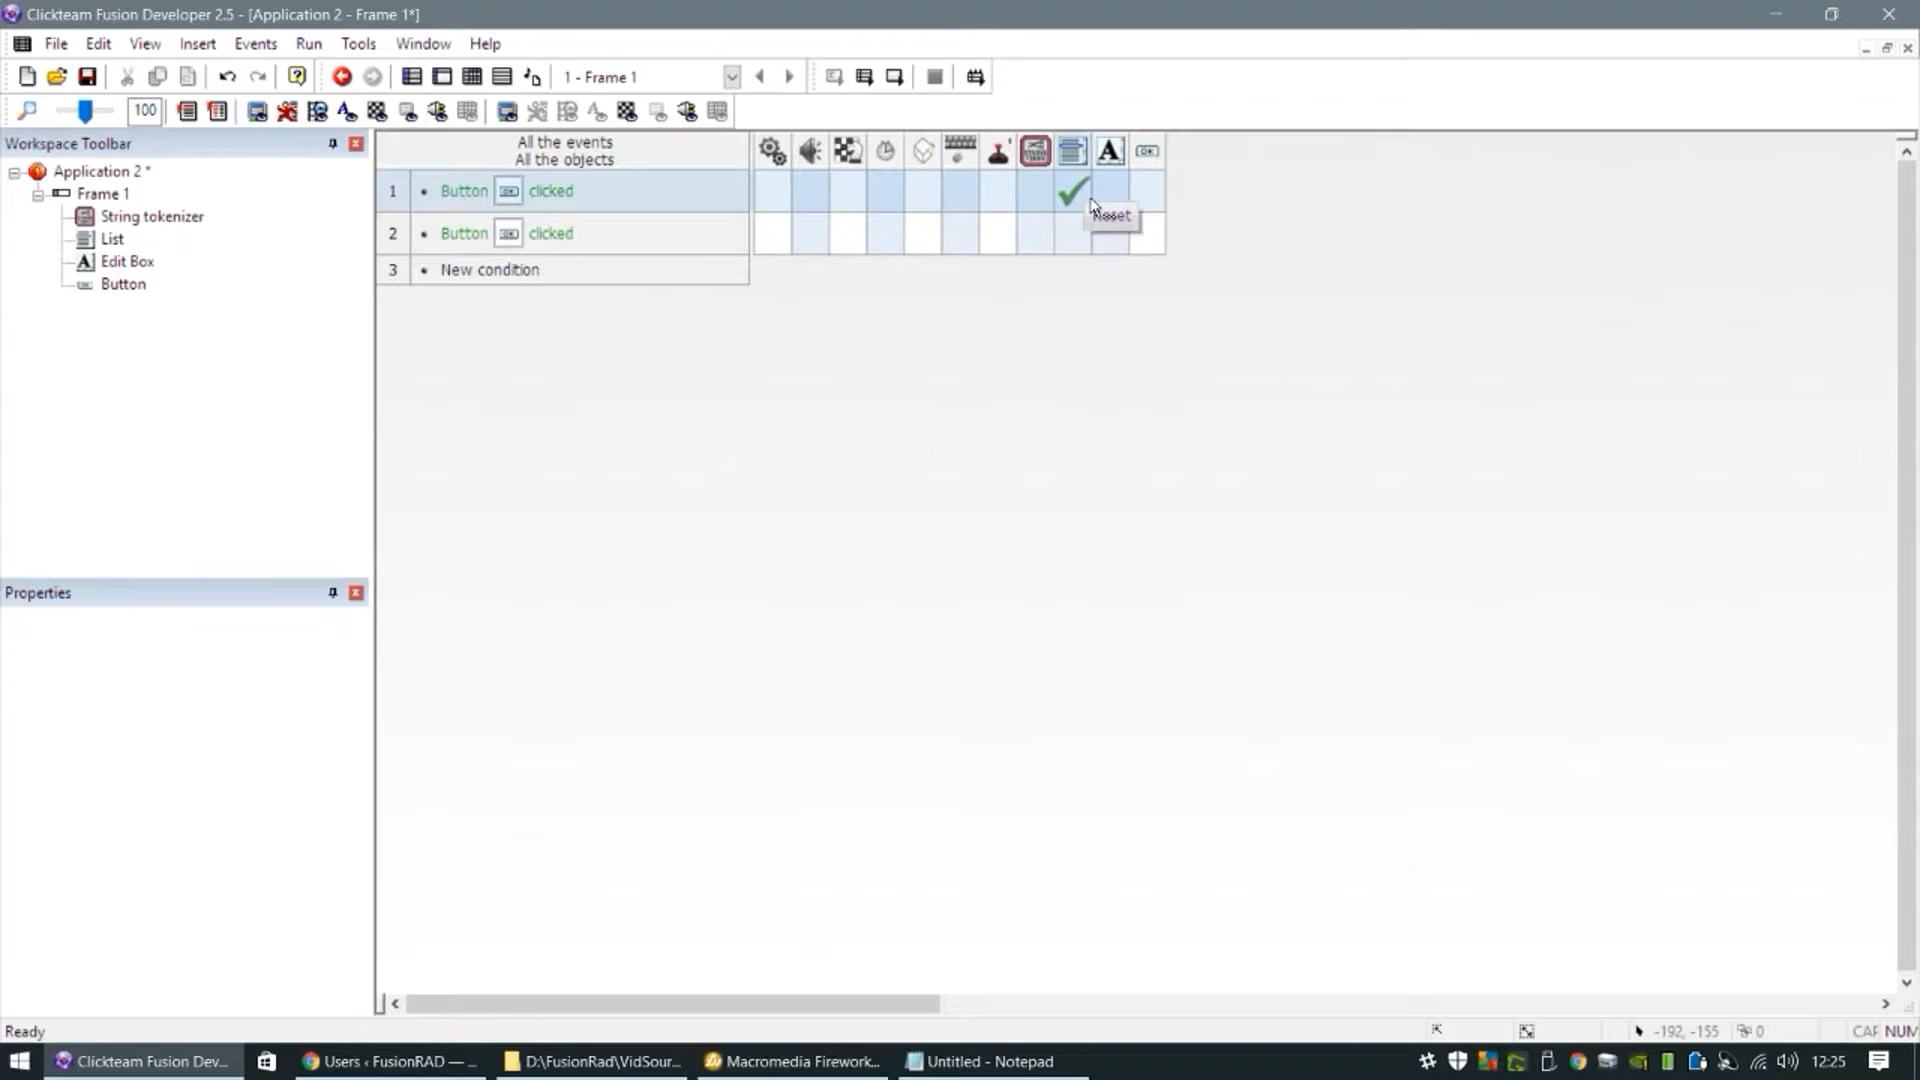 Clickteam Fusion Developer 2.5 - [Application 2 - Frame 1*]
File Edit View Insert Events Run Tools Window Help
1 - Frame 1
100
Workspace Toolbar
Application 2 *
Frame 1
String tokenizer
List
Edit Box
Button
Properties
All the events
All the objects
1 • Button OK clicked
Reset
2 • Button OK clicked
3 • New condition
Ready
-192, -155
0
CAP NUM
Clickteam Fusion Dev...
Users ‹ FusionRAD — ...
D:\FusionRad\VidSour...
Macromedia Firework...
Untitled - Notepad
12:25